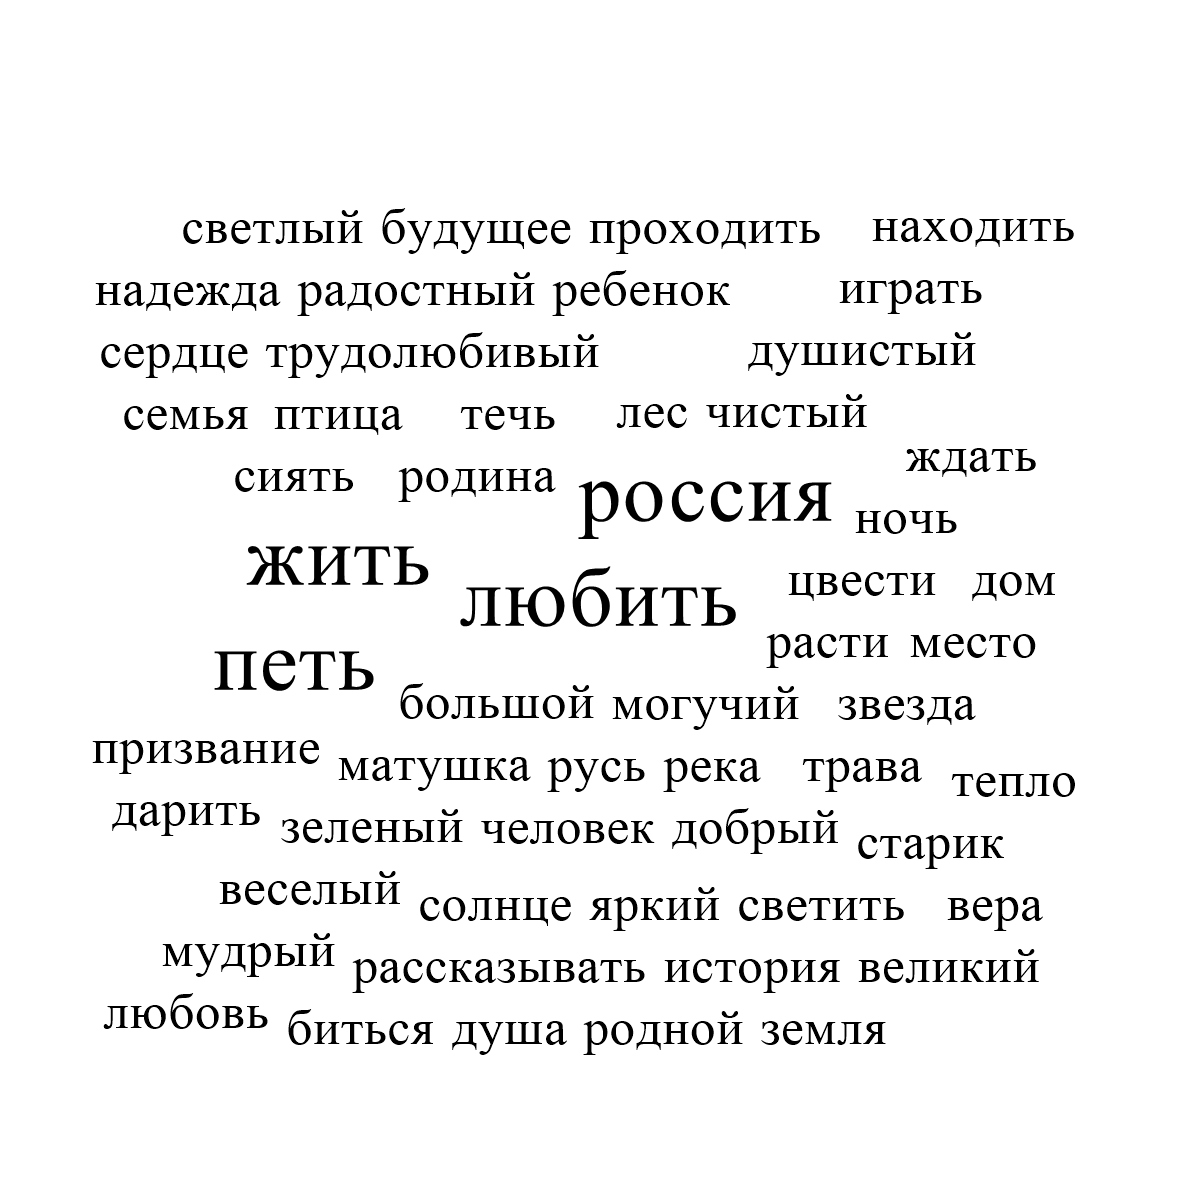 светлый будущее проходить находить
надежда радостный ребенок играть
сердце трудолюбивый душистый
семья птица течь лес чистый
ждать
сиять родина россия ночь
жить любить цвести дом
петь расти место
большой могучий звезда
призвание матушка русь река трава тепло
дарить зеленый человек добрый старик
веселый солнце яркий светить вера
мудрый рассказывать история великий
любовь биться душа родной земля